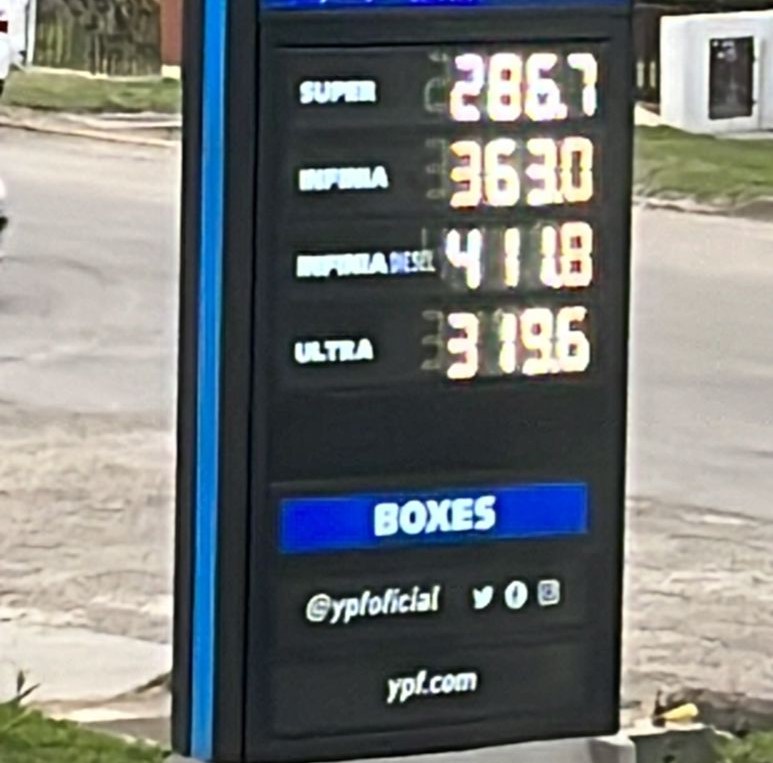 SUPER 286.7
INFINIA 363.0
INFINIA DIESEL 411.8
ULTRA 319.6
BOXES
@ypfoficial
ypf.com